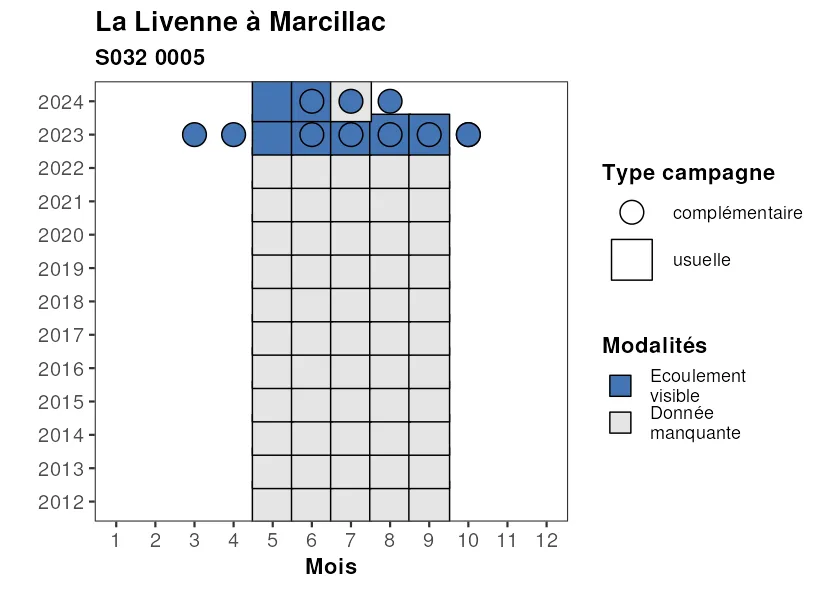 La Livenne à Marcillac
S032 0005
2024
2023
2022
2021
2020
2019
2018
2017
2016
2015
2014
2013
2012
1 2 3 4 5 6 7 8 9 10 11 12
Mois
Type campagne
complémentaire
usuelle
Modalités
Ecoulement
visible
Donnée
manquante